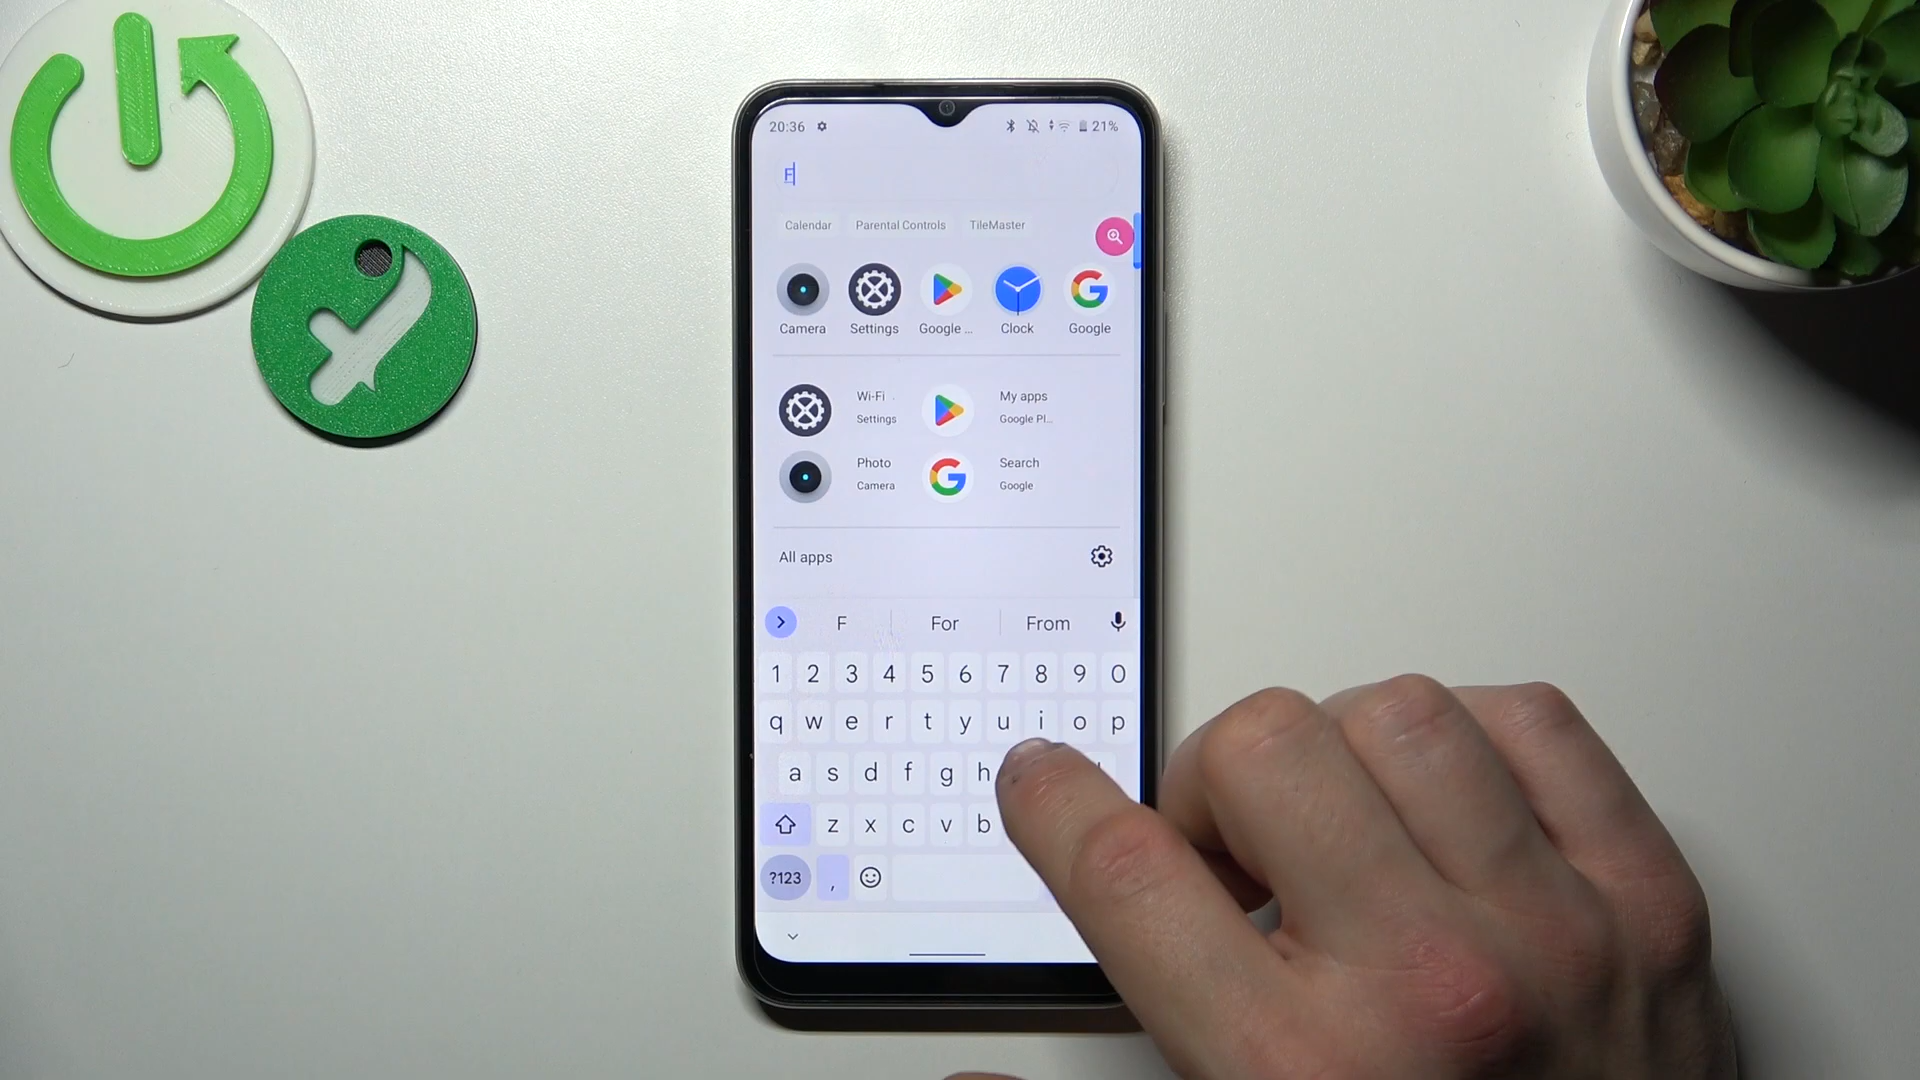 20:36 21%
F
Calendar Parental Controls TileMaster
Camera Settings Google ... Clock Google
Wi-Fi My apps
Settings Google Pl...
Photo Search
Camera Google
All apps
F For From
1 2 3 4 5 6 7 8 9 0
q w e r t y u i o p
a s d f g h
z x c v b
?123 ,